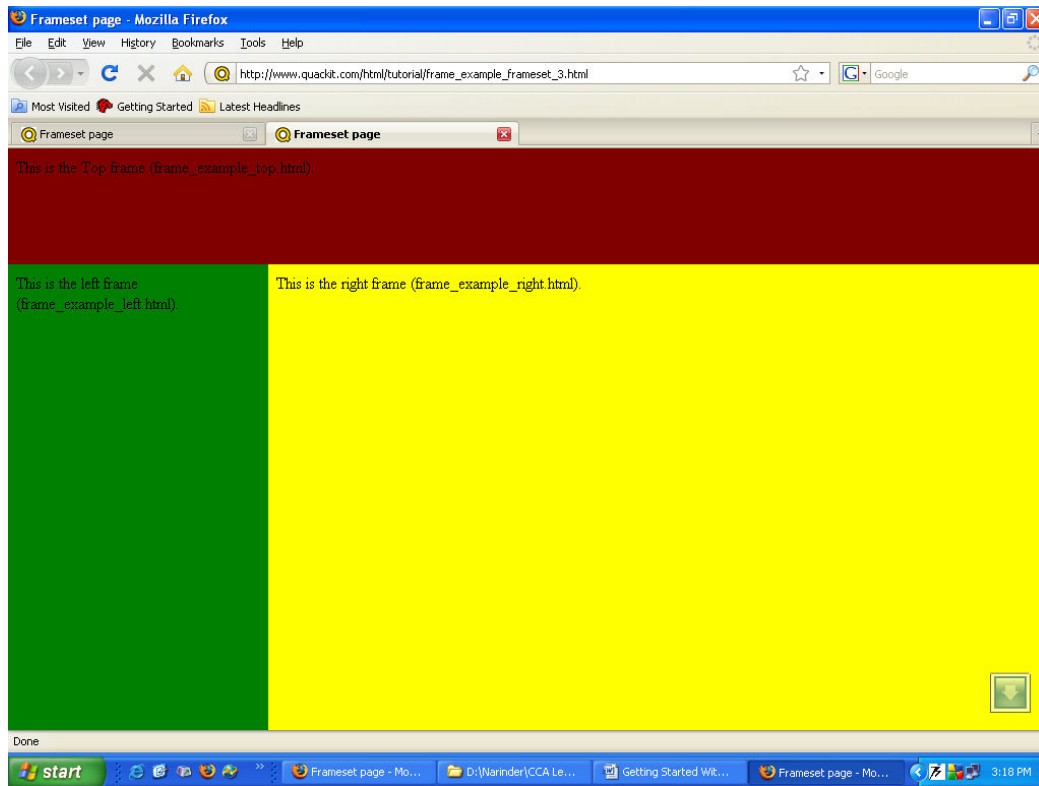 Frameset page - Mozilla Firefox
File Edit View History Bookmarks Tools Help
http://www.quackit.com/html/tutorial/frame_example_frameset_3.html
G Google
Most Visited Getting Started Latest Headlines
Frameset page Frameset page
This is the Top frame (frame_example_top.html).
This is the left frame
(frame_example_left.html).
This is the right frame (frame_example_right.html).
Done
start Frameset page - Mo... D:\Narinder\CCA Le... Getting Started Wit... Frameset page - Mo... 3:18 PM